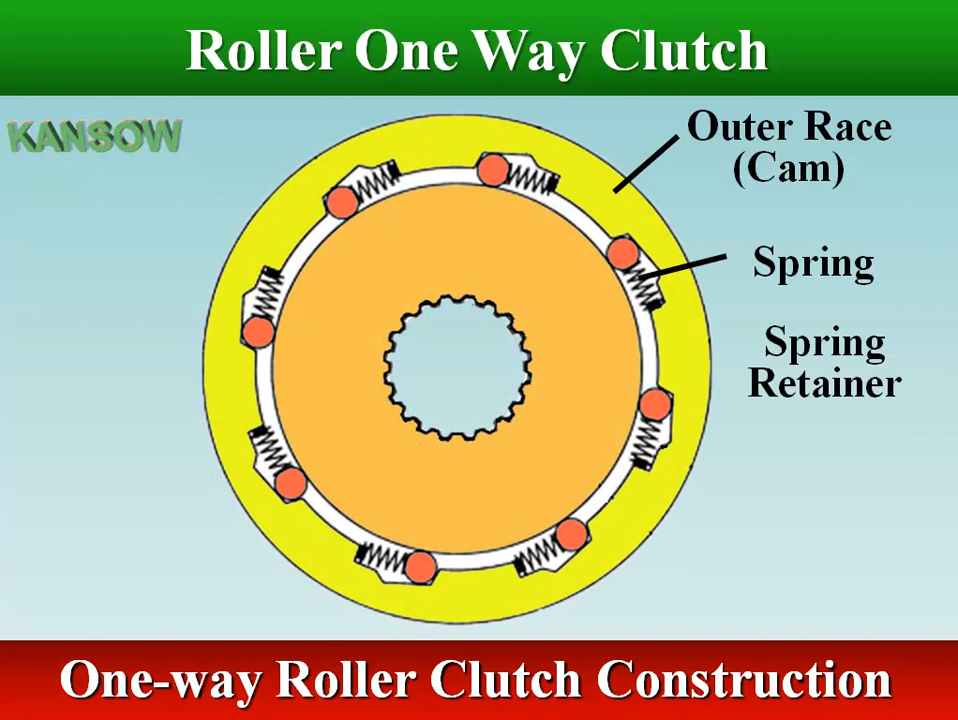 Roller One Way Clutch
KANSOW
Outer Race
(Cam)
Spring
Spring
Retainer
One-way Roller Clutch Construction